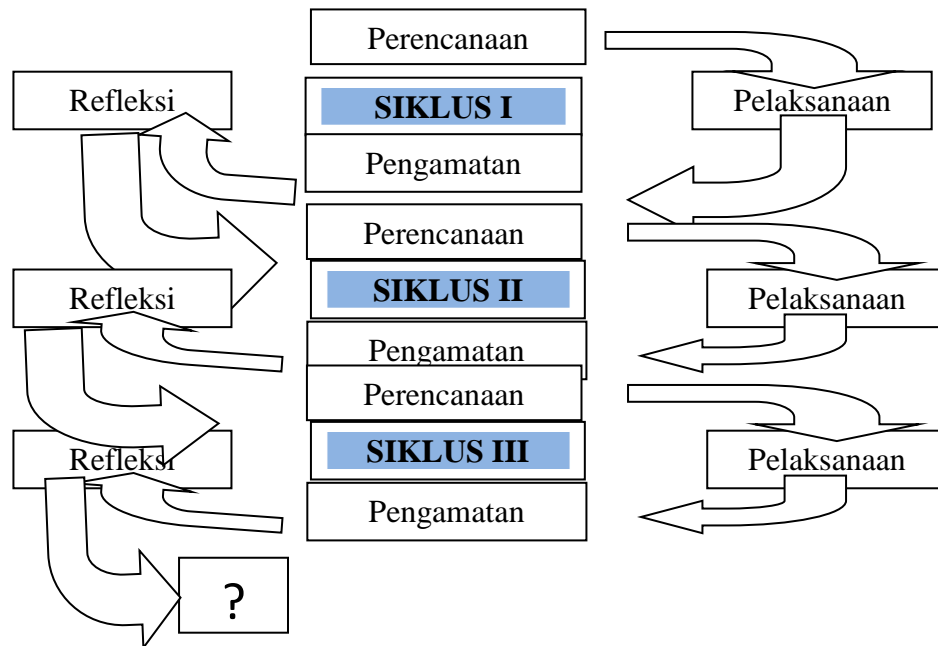 Perencanaan
Refleksi
SIKLUS I
Pelaksanaan
Pengamatan
Perencanaan
Refleksi
SIKLUS II
Pelaksanaan
Pengamatan
Perencanaan
Refleksi
SIKLUS III
Pelaksanaan
Pengamatan
?